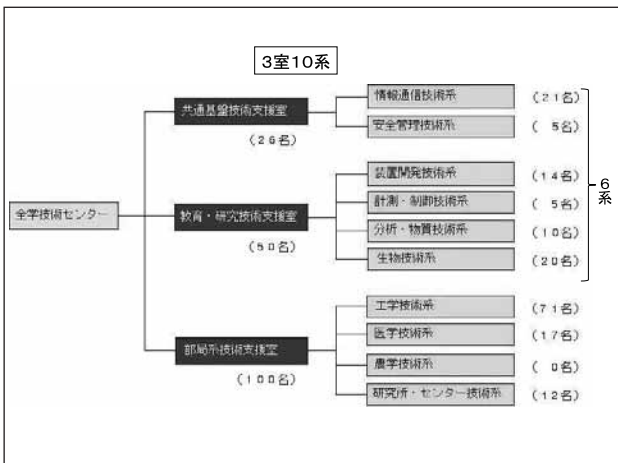 3室10系
全学技術センター
共通基盤技術支援室
(26名)
情報通信技術系 (21名)
安全管理技術系 ( 5名)
教育・研究技術支援室
(50名)
装置開発技術系 (14名)
計測・制御技術系 ( 5名)
分析・物質技術系 (10名)
生物技術系 (20名)
6系
部局系技術支援室
(100名)
工学技術系 (71名)
医学技術系 (17名)
農学技術系 ( 0名)
研究所・センター技術系 (12名)